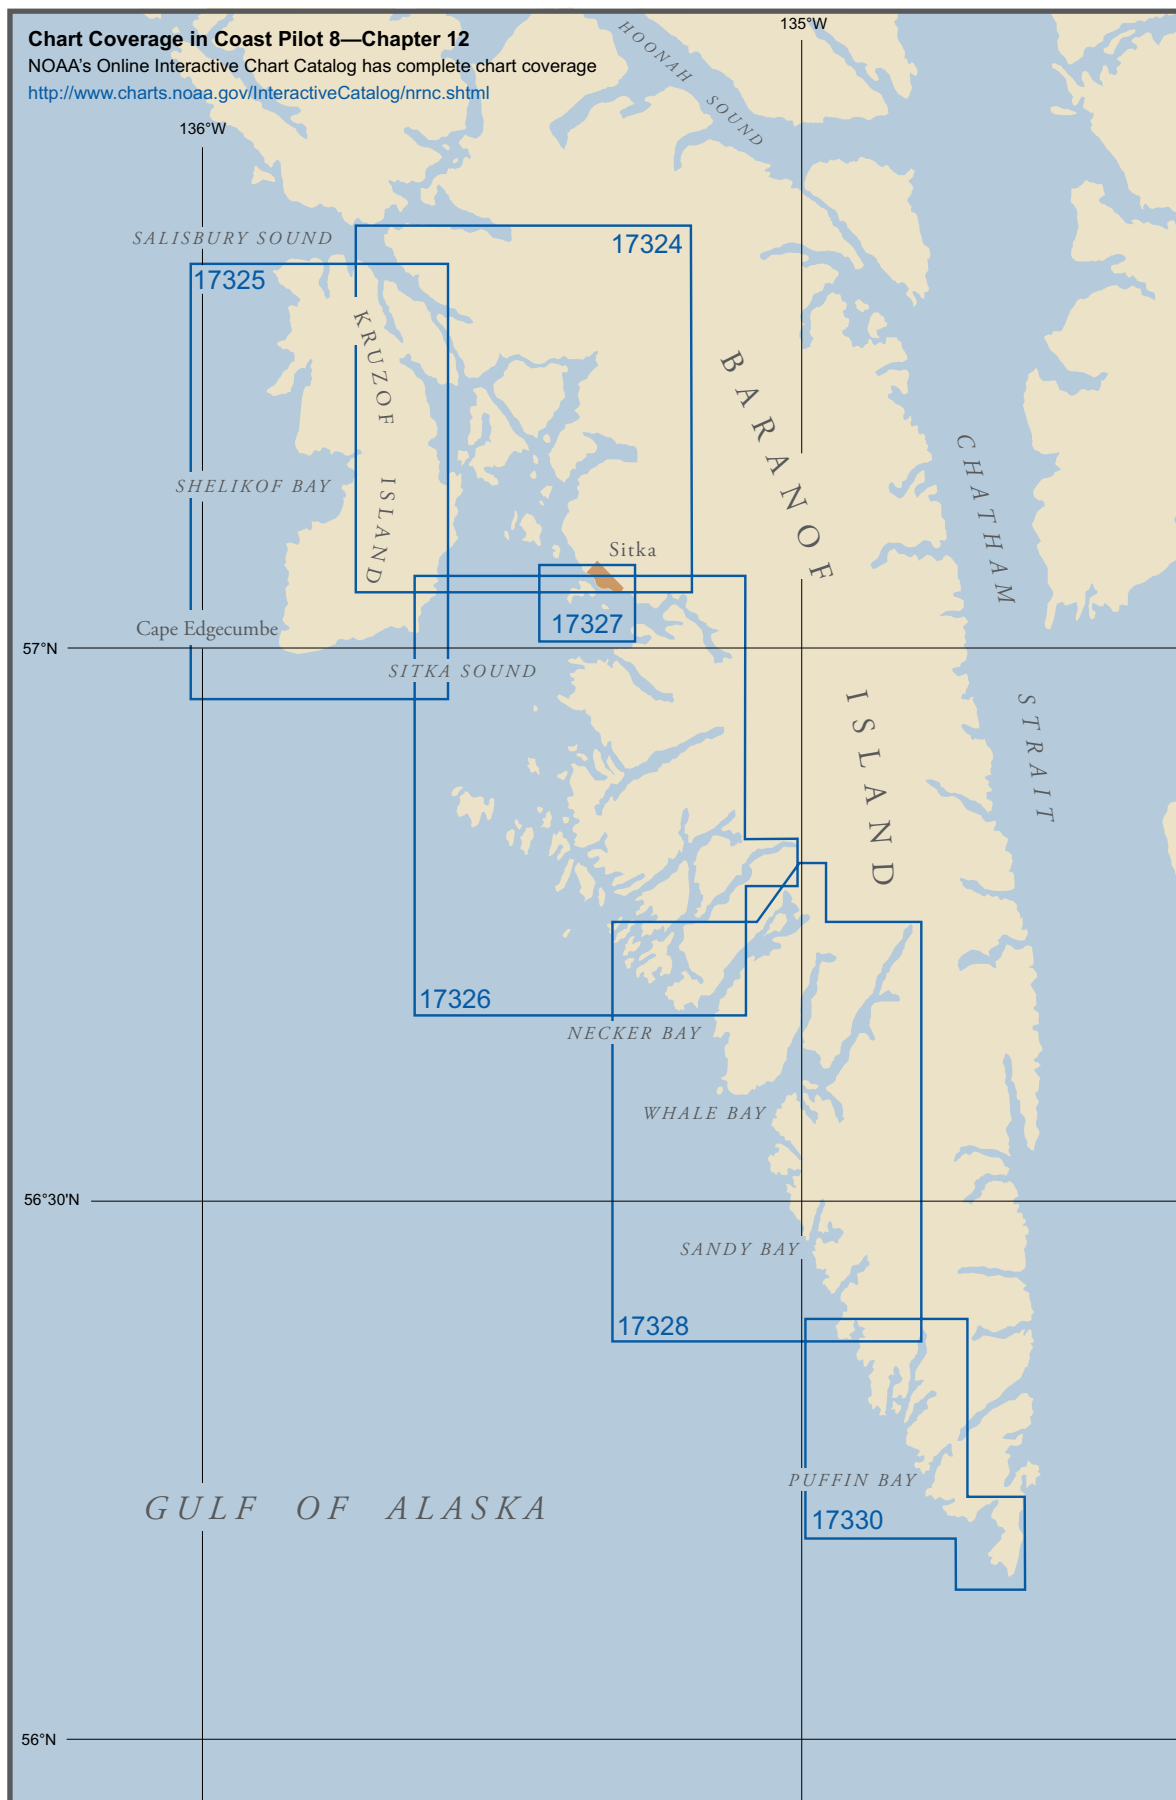 Chart Coverage in Coast Pilot 8—Chapter 12
NOAA's Online Interactive Chart Catalog has complete chart coverage
http://www.charts.noaa.gov/InteractiveCatalog/nrnc.shtml
135°W
136°W
HOONAH SOUND
SALISBURY SOUND
17324
17325
KRUZOF ISLAND
BARANOF ISLAND
CHATHAM STRAIT
SHELIKOF BAY
Sitka
17327
Cape Edgecumbe
57°N
SITKA SOUND
17326
NECKER BAY
WHALE BAY
56°30'N
SANDY BAY
17328
PUFFIN BAY
17330
GULF OF ALASKA
56°N